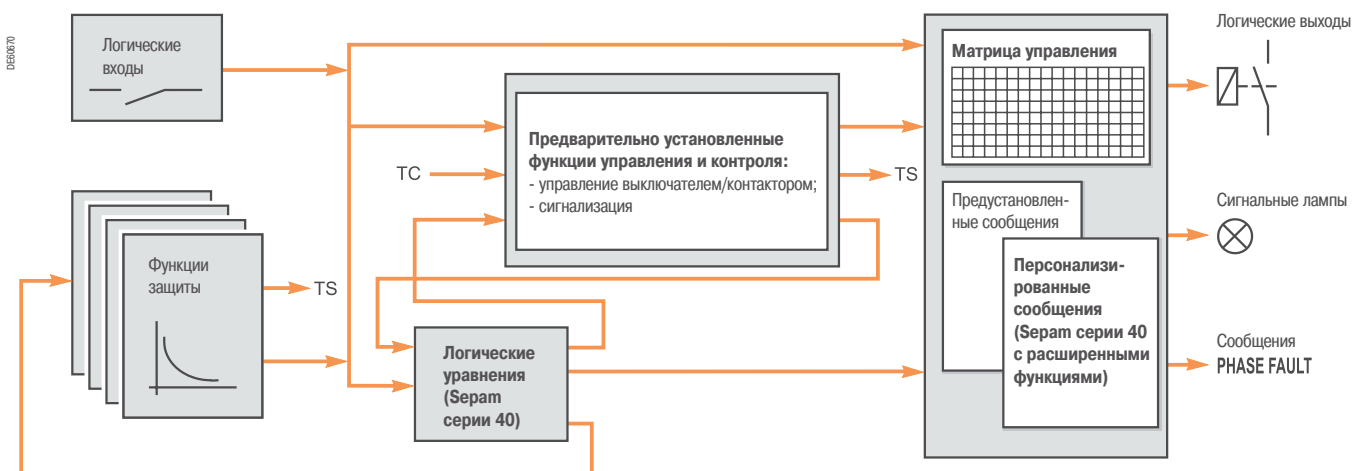 DE60670
Логические
входы
Функции
защиты
TS
TC
Предварительно установленные
функции управления и контроля:
- управление выключателем/контактором;
- сигнализация
TS
Логические
уравнения
(Sepam
серии 40)
Матрица управления
Предустановлен-
ные сообщения
Персонализи-
рованные
сообщения
(Sepam серии 40
с расширенными
функциями)
Логические выходы
Сигнальные лампы
Сообщения
PHASE FAULT